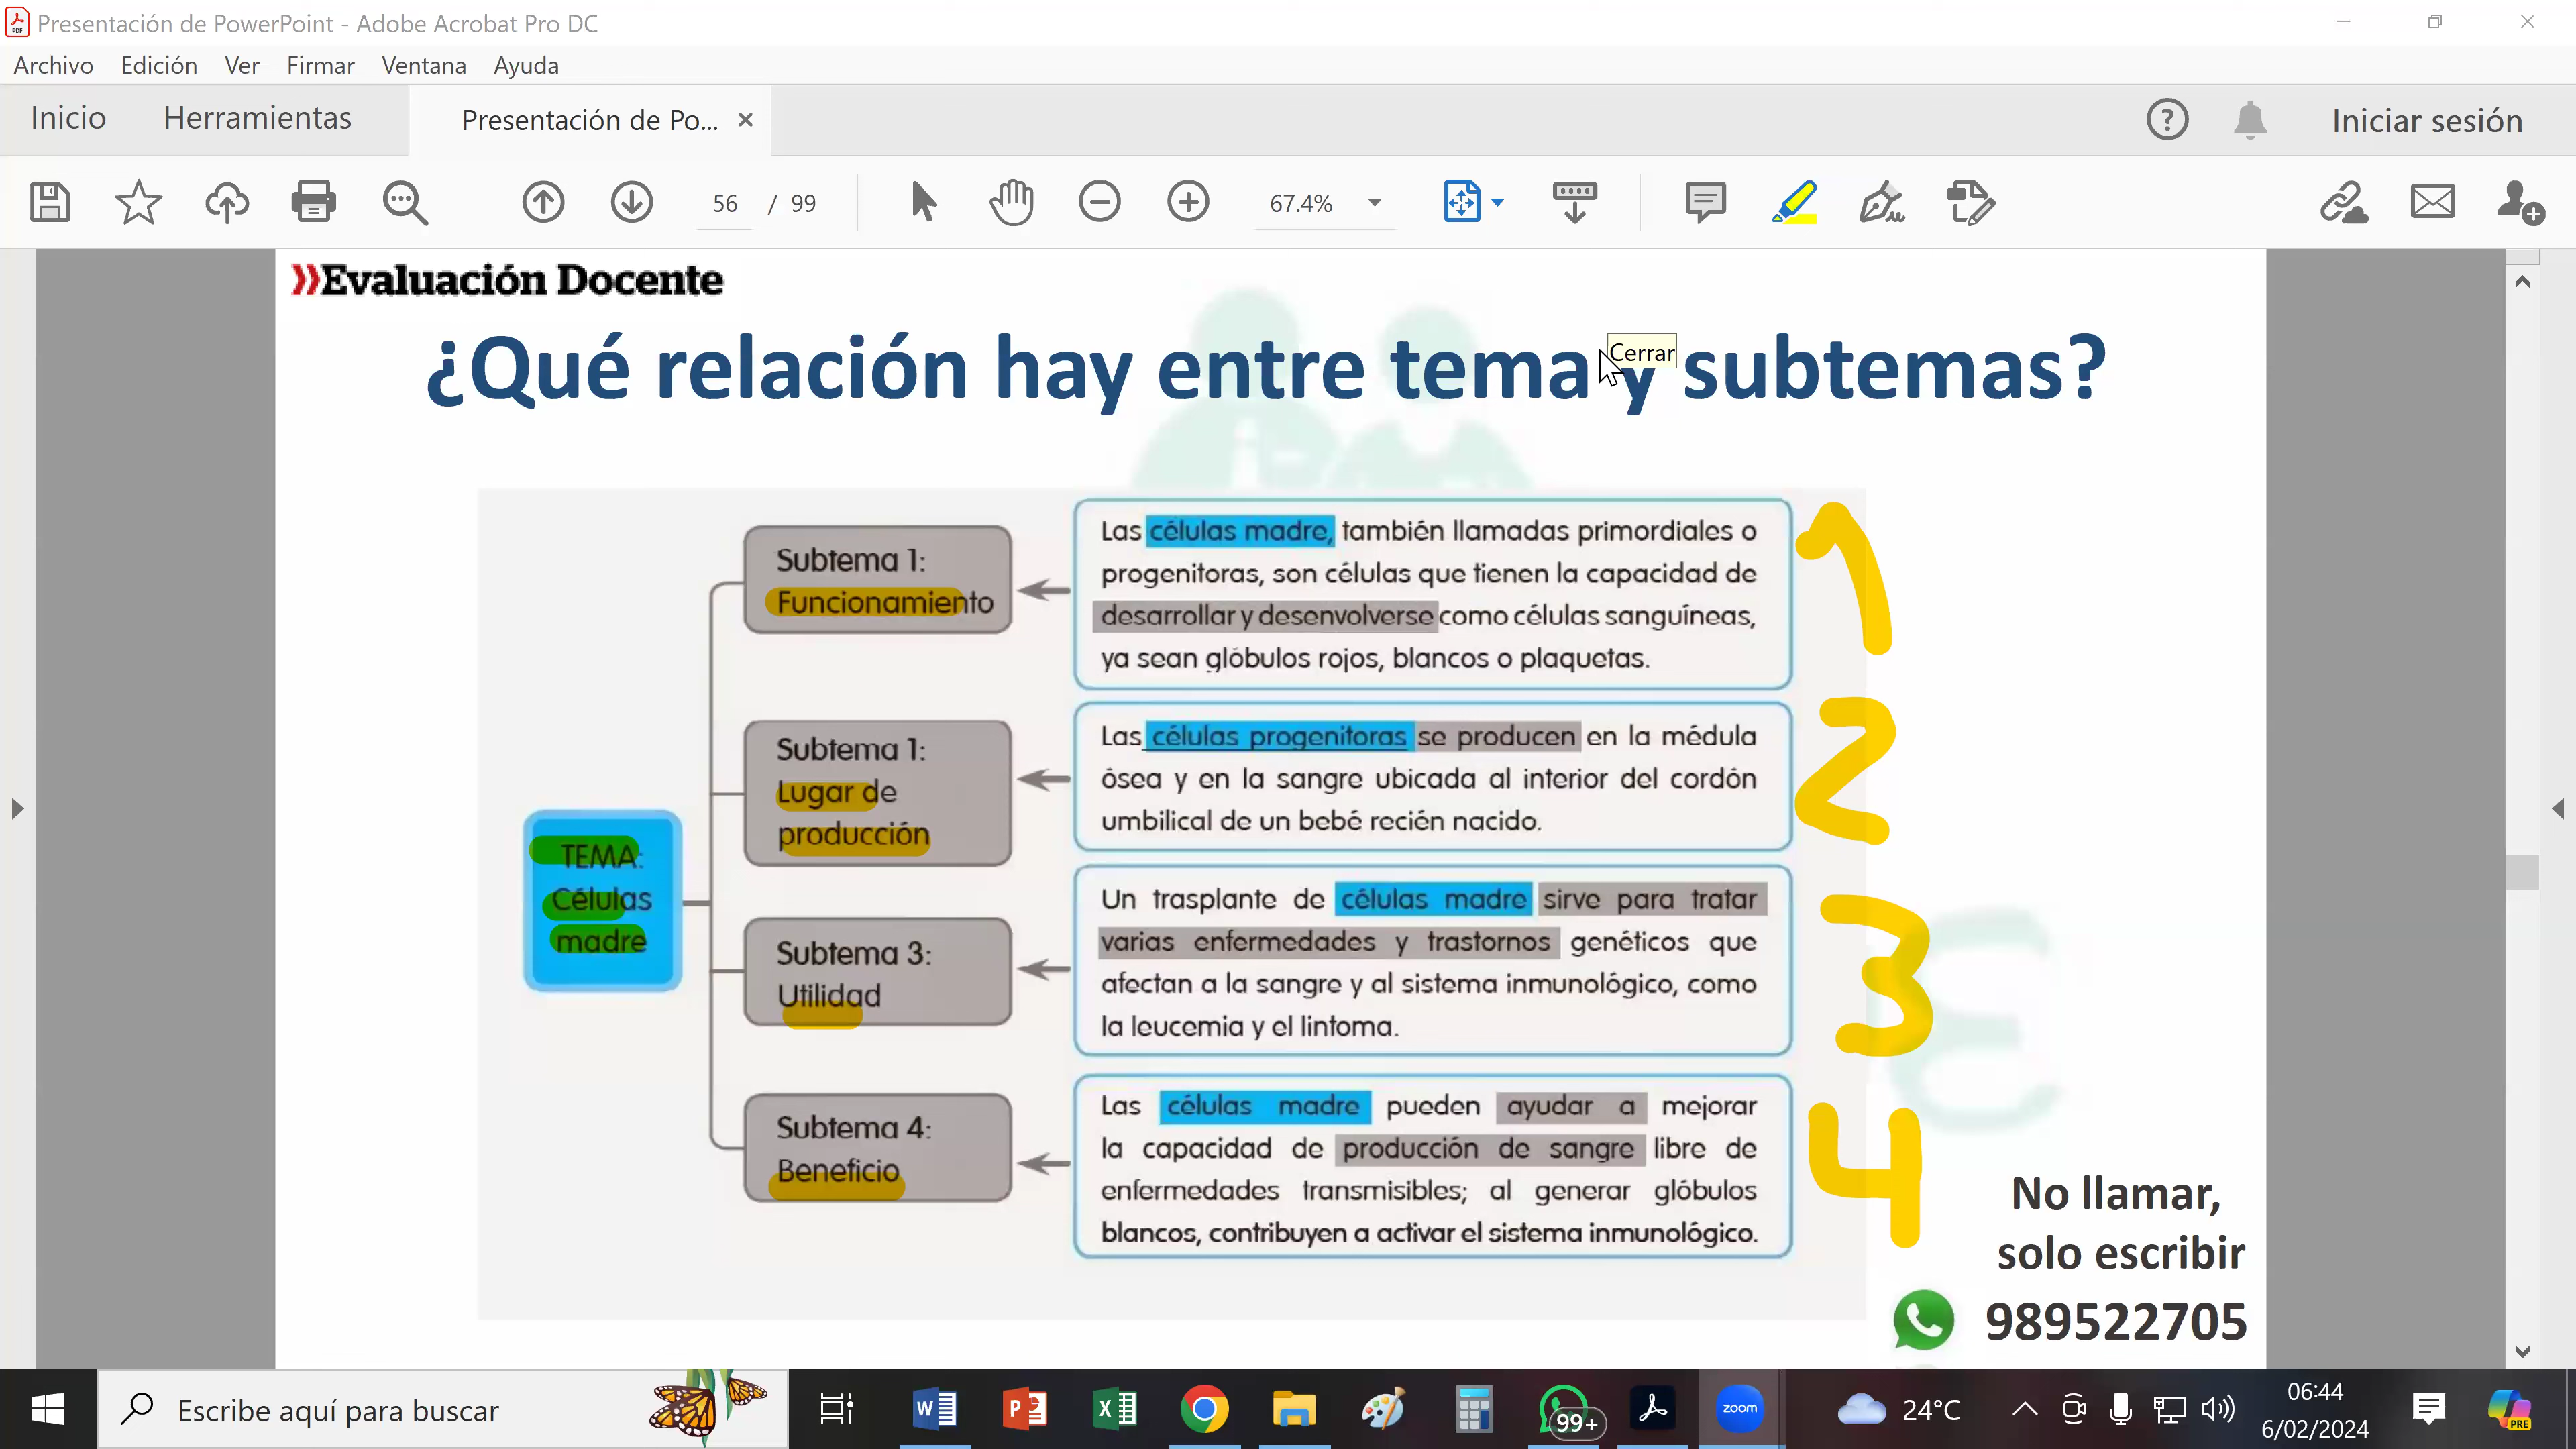 Presentación de PowerPoint - Adobe Acrobat Pro DC
Archivo Edición Ver Firmar Ventana Ayuda
Inicio Herramientas Presentación de Po... × Iniciar sesión
56 / 99 67.4%
»Evaluación Docente
¿Qué relación hay entre tema y subtemas?
Cerrar
TEMA:
Células
madre
Subtema 1:
Funcionamiento
Las células madre, también llamadas primordiales o
progenitoras, son células que tienen la capacidad de
desarrollar y desenvolverse como células sanguíneas,
ya sean glóbulos rojos, blancos o plaquetas.
1
Subtema 1:
Lugar de
producción
Las células progenitoras se producen en la médula
ósea y en la sangre ubicada al interior del cordón
umbilical de un bebé recién nacido.
2
Subtema 3:
Utilidad
Un trasplante de células madre sirve para tratar
varias enfermedades y trastornos genéticos que
afectan a la sangre y al sistema inmunológico, como
la leucemia y el lintoma.
3
Subtema 4:
Beneficio
Las células madre pueden ayudar a mejorar
la capacidad de producción de sangre libre de
enfermedades transmisibles; al generar glóbulos
blancos, contribuyen a activar el sistema inmunológico.
4
No llamar,
solo escribir
989522705
Escribe aquí para buscar
99+
zoom
24°C
06:44
6/02/2024
PRE